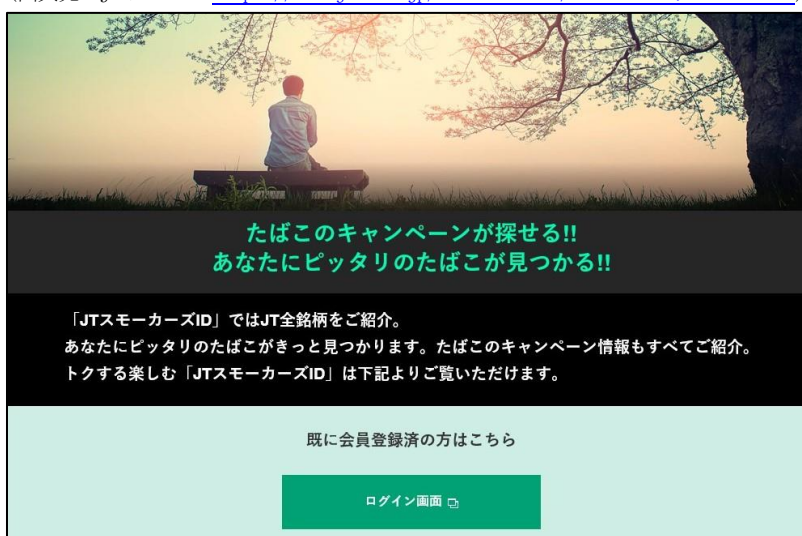 たばこのキャンペーンが探せる!!
あなたにピッタリのたばこが見つかる!!
「JTスモーカーズID」ではJT全銘柄をご紹介。
あなたにピッタリのたばこがきっと見つかります。たばこのキャンペーン情報もすべてご紹介。
トクする楽しむ「JTスモーカーズID」は下記よりご覧いただけます。
既に会員登録済の方はこちら
ログイン画面